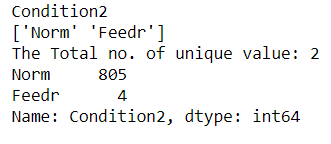 Condition2
['Norm' 'Feedr']
The Total no. of unique value: 2
Norm     805
Feedr      4
Name: Condition2, dtype: int64